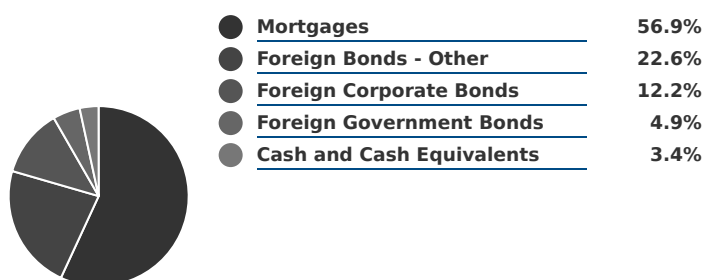 Mortgages 56.9%
Foreign Bonds - Other 22.6%
Foreign Corporate Bonds 12.2%
Foreign Government Bonds 4.9%
Cash and Cash Equivalents 3.4%